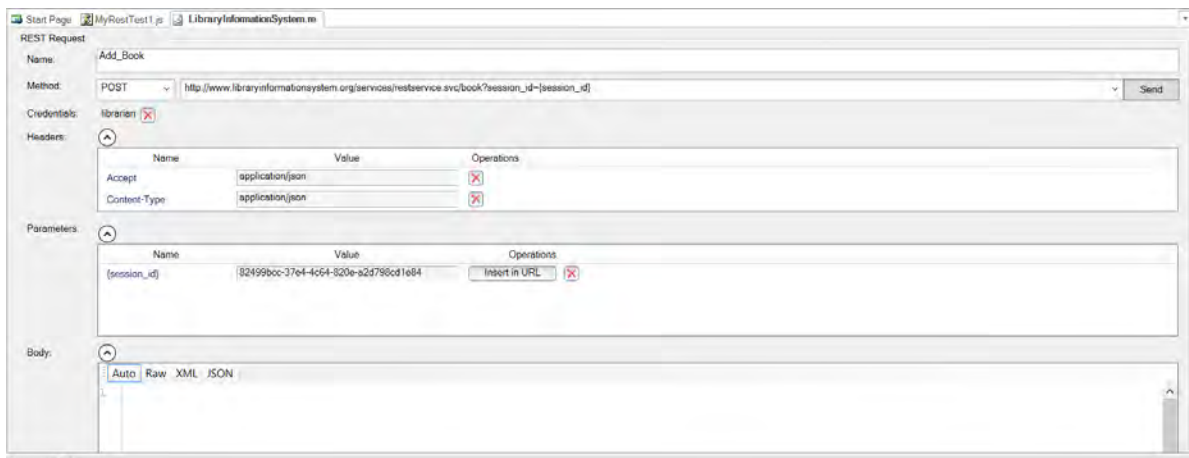 Start Page MyRestTest1.js LibraryInformationSystem.re
REST Request
Name: Add_Book
Method: POST http://www.libraryinformationsystem.org/services/restservice.svc/book?session_id={session_id} Send
Credentials: librarian
Headers:
Name Value Operations
Accept application/json
Content-Type application/json
Parameters:
Name Value Operations
{session_id} 82499bcc-37e4-4c64-820e-a2d798cd1e84 Insert in URL
Body:
Auto Raw XML JSON
1